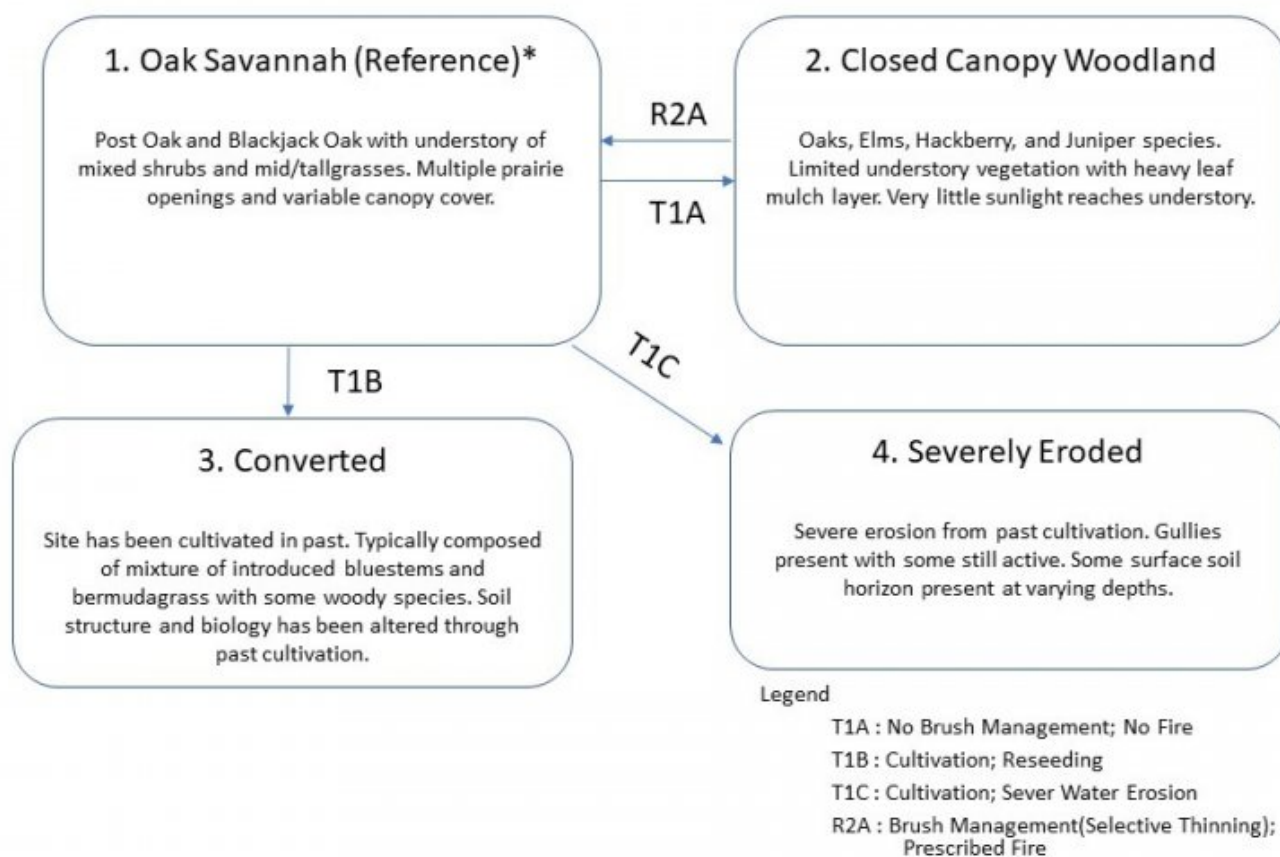 1. Oak Savannah (Reference)*
Post Oak and Blackjack Oak with understory of
mixed shrubs and mid/tallgrasses. Multiple prairie
openings and variable canopy cover.
R2A
T1A
2. Closed Canopy Woodland
Oaks, Elms, Hackberry, and Juniper species.
Limited understory vegetation with heavy leaf
mulch layer. Very little sunlight reaches understory.
T1B
T1C
3. Converted
Site has been cultivated in past. Typically composed
of mixture of introduced bluestems and
bermudagrass with some woody species. Soil
structure and biology has been altered through
past cultivation.
4. Severely Eroded
Severe erosion from past cultivation. Gullies
present with some still active. Some surface soil
horizon present at varying depths.
Legend
T1A : No Brush Management; No Fire
T1B : Cultivation; Reseeding
T1C : Cultivation; Sever Water Erosion
R2A : Brush Management(Selective Thinning);
Prescribed Fire